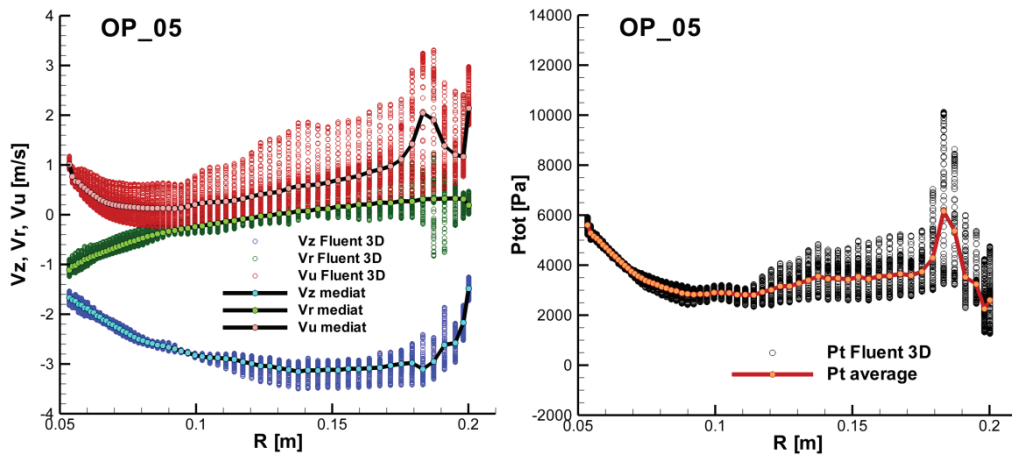 OP_05
Vz, Vr, Vu [m/s]
4
3
2
1
0
-1
-2
-3
-4
0.05
0.1
0.15
0.2
R [m]
Vz Fluent 3D
Vr Fluent 3D
Vu Fluent 3D
Vz mediat
Vr mediat
Vu mediat
OP_05
Ptot [Pa]
14000
12000
10000
8000
6000
4000
2000
0
-2000
0.05
0.1
0.15
0.2
R [m]
Pt Fluent 3D
Pt average